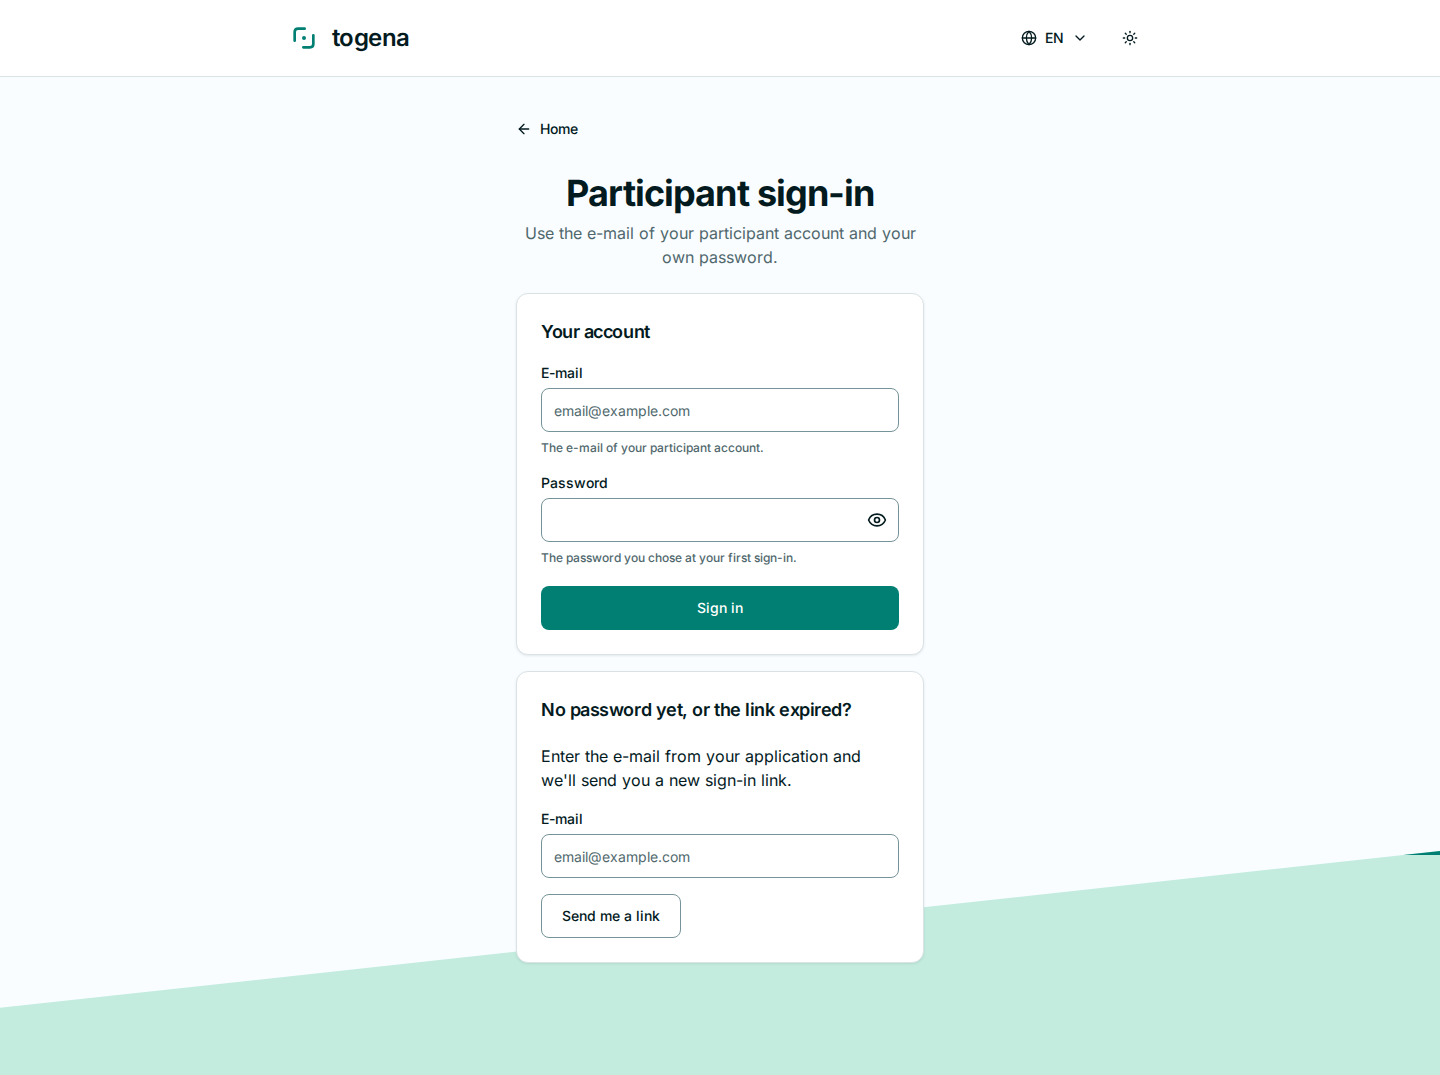 togena
EN
Home
Participant sign-in
Use the e-mail of your participant account and your
own password.
Your account
E-mail
email@example.com
The e-mail of your participant account.
Password
The password you chose at your first sign-in.
Sign in
No password yet, or the link expired?
Enter the e-mail from your application and
we'll send you a new sign-in link.
E-mail
email@example.com
Send me a link